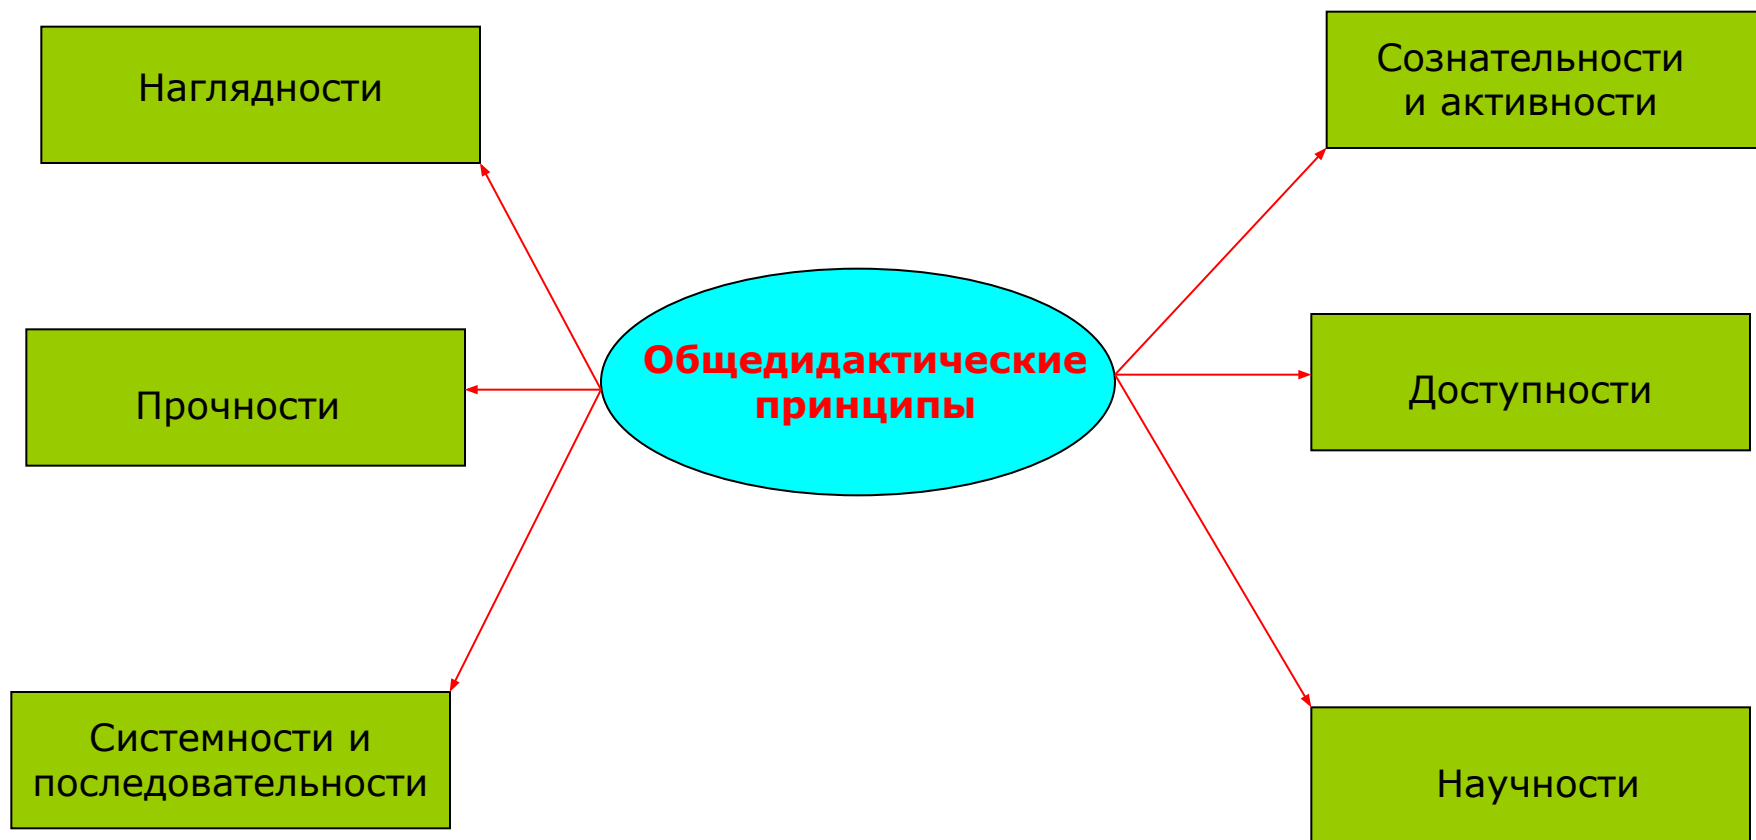 Наглядности
Сознательности
и активности
Общедидактические
принципы
Прочности
Доступности
Системности и
последовательности
Научности